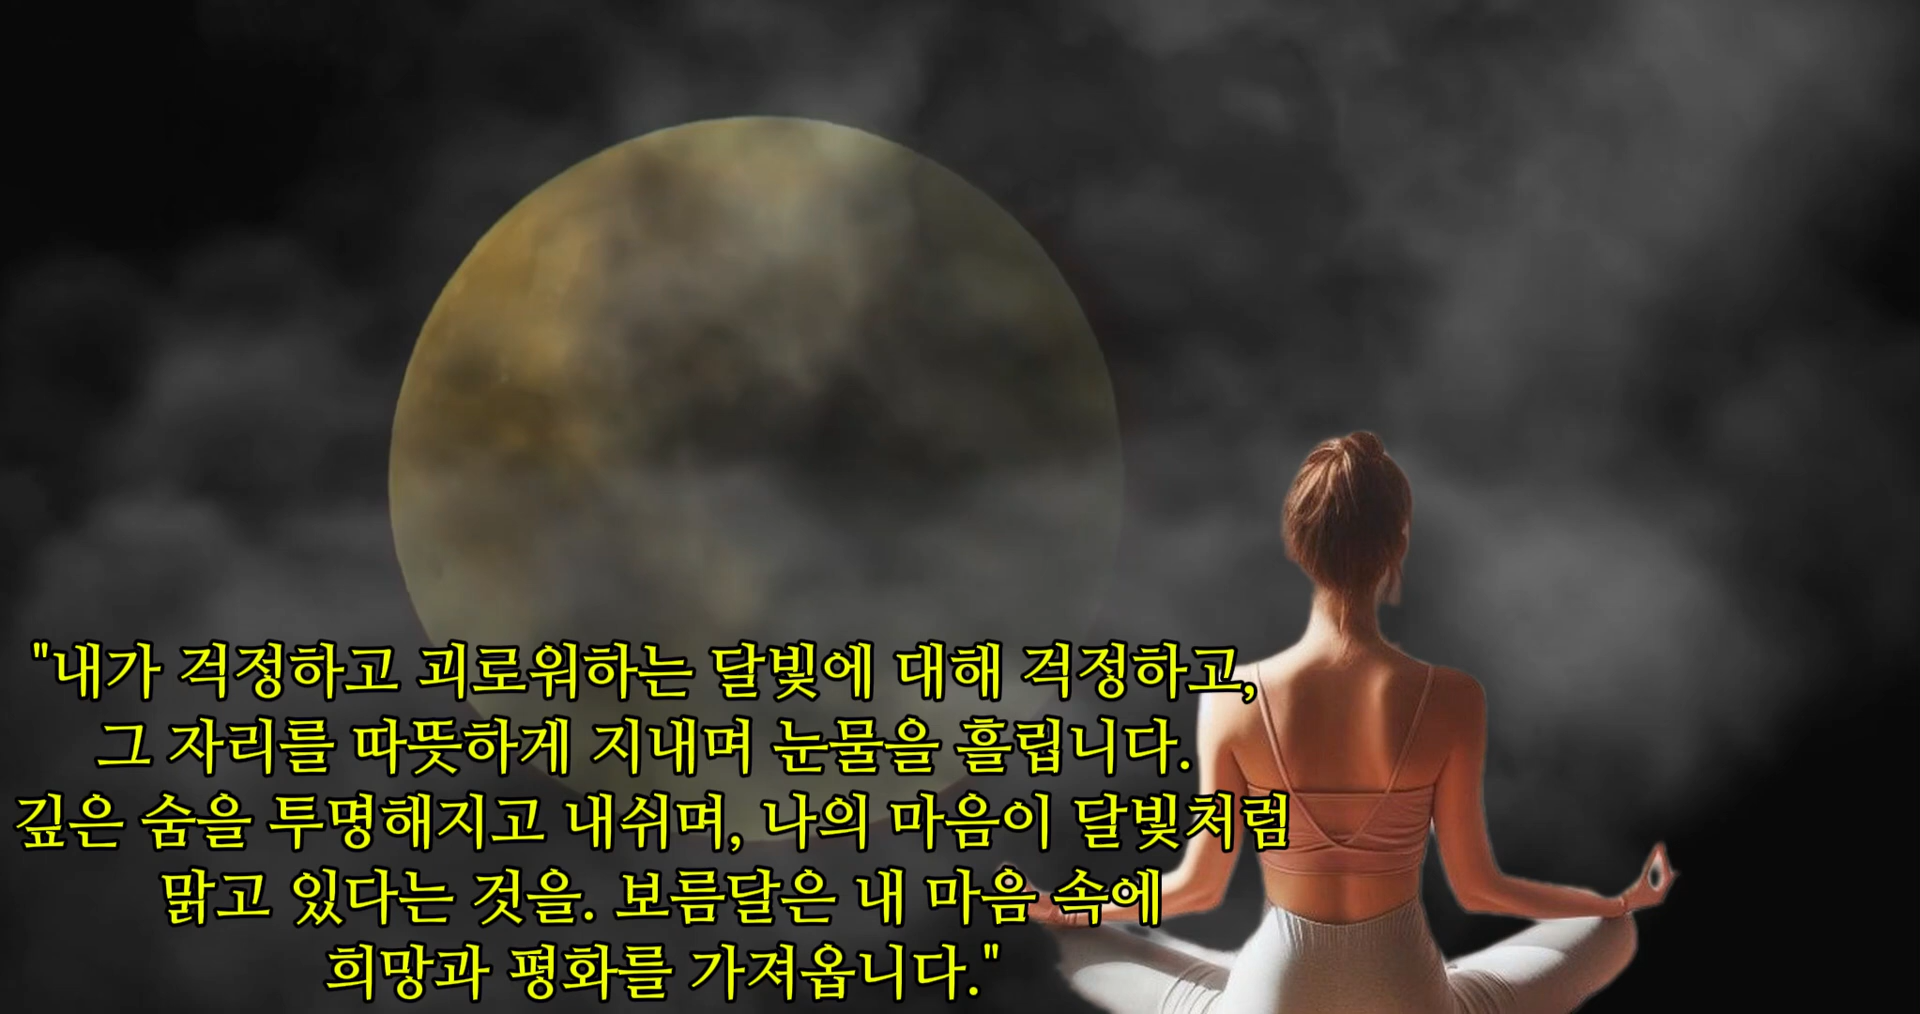 "내가 걱정하고 괴로워하는 달빛에 대해 걱정하고,
그 자리를 따뜻하게 지내며 눈물을 흘립니다.
깊은 숨을 투명해지고 내쉬며, 나의 마음이 달빛처럼
맑고 있다는 것을. 보름달은 내 마음 속에
희망과 평화를 가져옵니다."